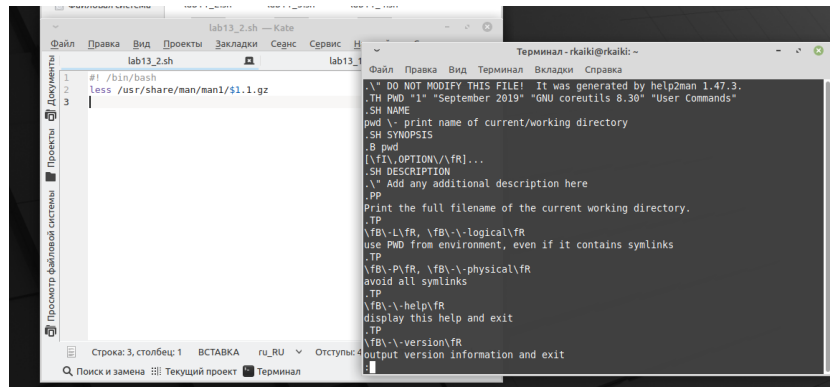 lab13_2.sh — Kate
Файл Правка Вид Проекты Закладки Сеанс Сервис
lab13_2.sh
lab13_1
Документы
Проекты
Просмотр файловой системы
1 #! /bin/bash
2 less /usr/share/man/man1/$1.1.gz
3
Строка: 3, столбец: 1 ВСТАВКА ru_RU Отступы: 4
Поиск и замена Текущий проект Терминал
Терминал - rkaiki@rkaiki: ~
Файл Правка Вид Терминал Вкладки Справка
.\" DO NOT MODIFY THIS FILE!  It was generated by help2man 1.47.3.
.TH PWD "1" "September 2019" "GNU coreutils 8.30" "User Commands"
.SH NAME
pwd \- print name of current/working directory
.SH SYNOPSIS
.B pwd
[\fI\,OPTION\/\fR]...
.SH DESCRIPTION
.\" Add any additional description here
.PP
Print the full filename of the current working directory.
.TP
\fB\-L\fR, \fB\-\-logical\fR
use PWD from environment, even if it contains symlinks
.TP
\fB\-P\fR, \fB\-\-physical\fR
avoid all symlinks
.TP
\fB\-\-help\fR
display this help and exit
.TP
\fB\-\-version\fR
output version information and exit
: